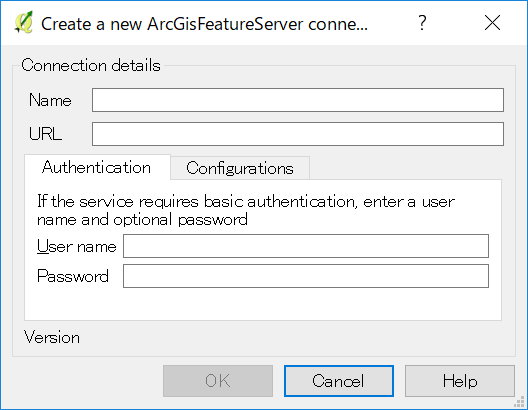 Create a new ArcGisFeatureServer conne...
?
Connection details
Name
URL
Authentication
Configurations
If the service requires basic authentication, enter a user
name and optional password
User name
Password
Version
OK
Cancel
Help